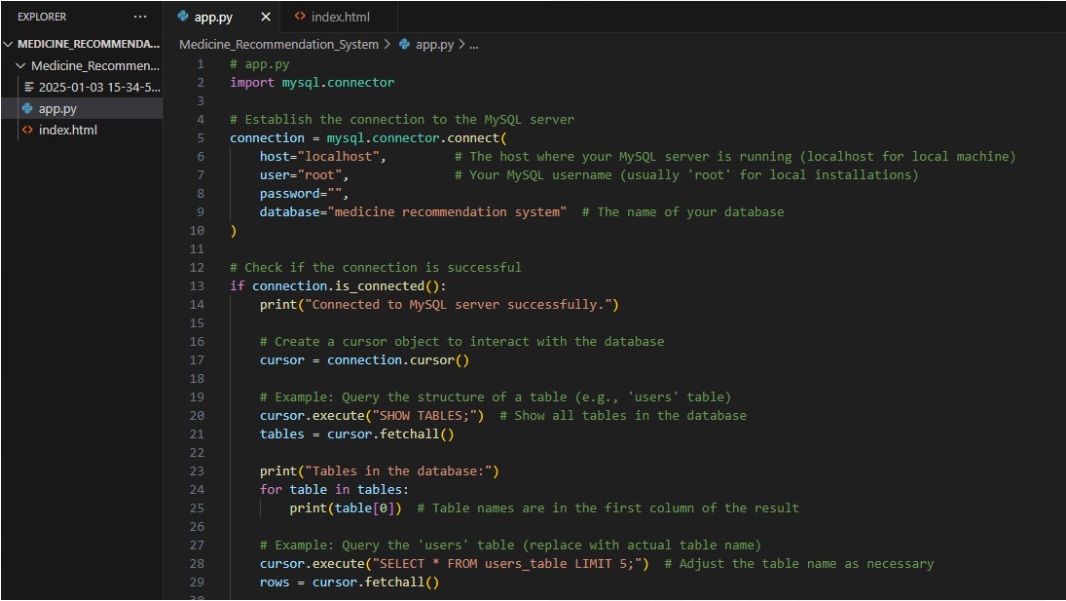 EXPLORER ...
app.py ×
<> index.html
MEDICINE_RECOMMENDA...
Medicine_Recommen...
2025-01-03 15-34-5...
app.py
<> index.html
Medicine_Recommendation_System > app.py > ...
1 # app.py
2 import mysql.connector
3
4 # Establish the connection to the MySQL server
5 connection = mysql.connector.connect(
6     host="localhost",         # The host where your MySQL server is running (localhost for local machine)
7     user="root",              # Your MySQL username (usually 'root' for local installations)
8     password="",
9     database="medicine recommendation system"  # The name of your database
10 )
11
12 # Check if the connection is successful
13 if connection.is_connected():
14     print("Connected to MySQL server successfully.")
15
16     # Create a cursor object to interact with the database
17     cursor = connection.cursor()
18
19     # Example: Query the structure of a table (e.g., 'users' table)
20     cursor.execute("SHOW TABLES;")  # Show all tables in the database
21     tables = cursor.fetchall()
22
23     print("Tables in the database:")
24     for table in tables:
25         print(table[0])  # Table names are in the first column of the result
26
27     # Example: Query the 'users' table (replace with actual table name)
28     cursor.execute("SELECT * FROM users_table LIMIT 5;")  # Adjust the table name as necessary
29     rows = cursor.fetchall()
30